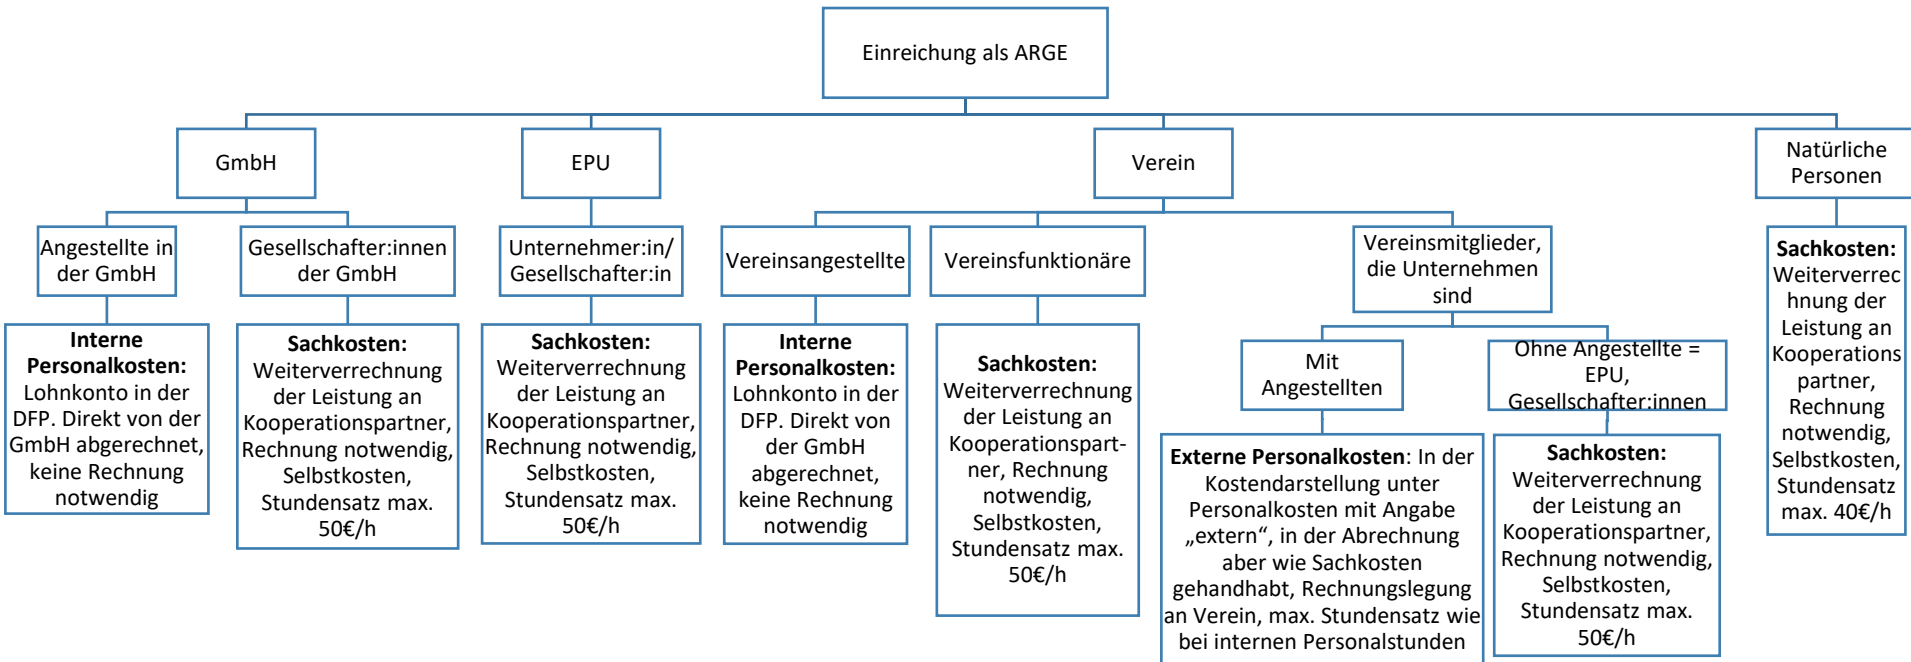 Einreichung als ARGE
GmbH
EPU
Verein
Natürliche
Personen
Angestellte in
der GmbH
Gesellschafter:innen
der GmbH
Unternehmer:in/
Gesellschafter:in
Vereinsangestellte
Vereinsfunktionäre
Vereinsmitglieder,
die Unternehmen
sind
Mit
Angestellten
Ohne Angestellte =
EPU,
Gesellschafter:innen
Interne
Personalkosten:
Lohnkonto in der
DFP. Direkt von der
GmbH abgerechnet,
keine Rechnung
notwendig
Sachkosten:
Weiterverrechnung
der Leistung an
Kooperationspartner,
Rechnung notwendig,
Selbstkosten,
Stundensatz max.
50€/h
Sachkosten:
Weiterverrechnung
der Leistung an
Kooperationspartner,
Rechnung notwendig,
Selbstkosten,
Stundensatz max.
50€/h
Interne
Personalkosten:
Lohnkonto in der
DFP. Direkt von
der GmbH
abgerechnet,
keine Rechnung
notwendig
Sachkosten:
Weiterverrechnung
der Leistung an
Kooperationspart-
ner, Rechnung
notwendig,
Selbstkosten,
Stundensatz max.
50€/h
Externe Personalkosten: In der
Kostendarstellung unter
Personalkosten mit Angabe
„extern“, in der Abrechnung
aber wie Sachkosten
gehandhabt, Rechnungslegung
an Verein, max. Stundensatz wie
bei internen Personalstunden
Sachkosten:
Weiterverrechnung
der Leistung an
Kooperationspartner,
Rechnung notwendig,
Selbstkosten,
Stundensatz max.
50€/h
Sachkosten:
Weiterverrec
hnung der
Leistung an
Kooperations
partner,
Rechnung
notwendig,
Selbstkosten,
Stundensatz
max. 40€/h